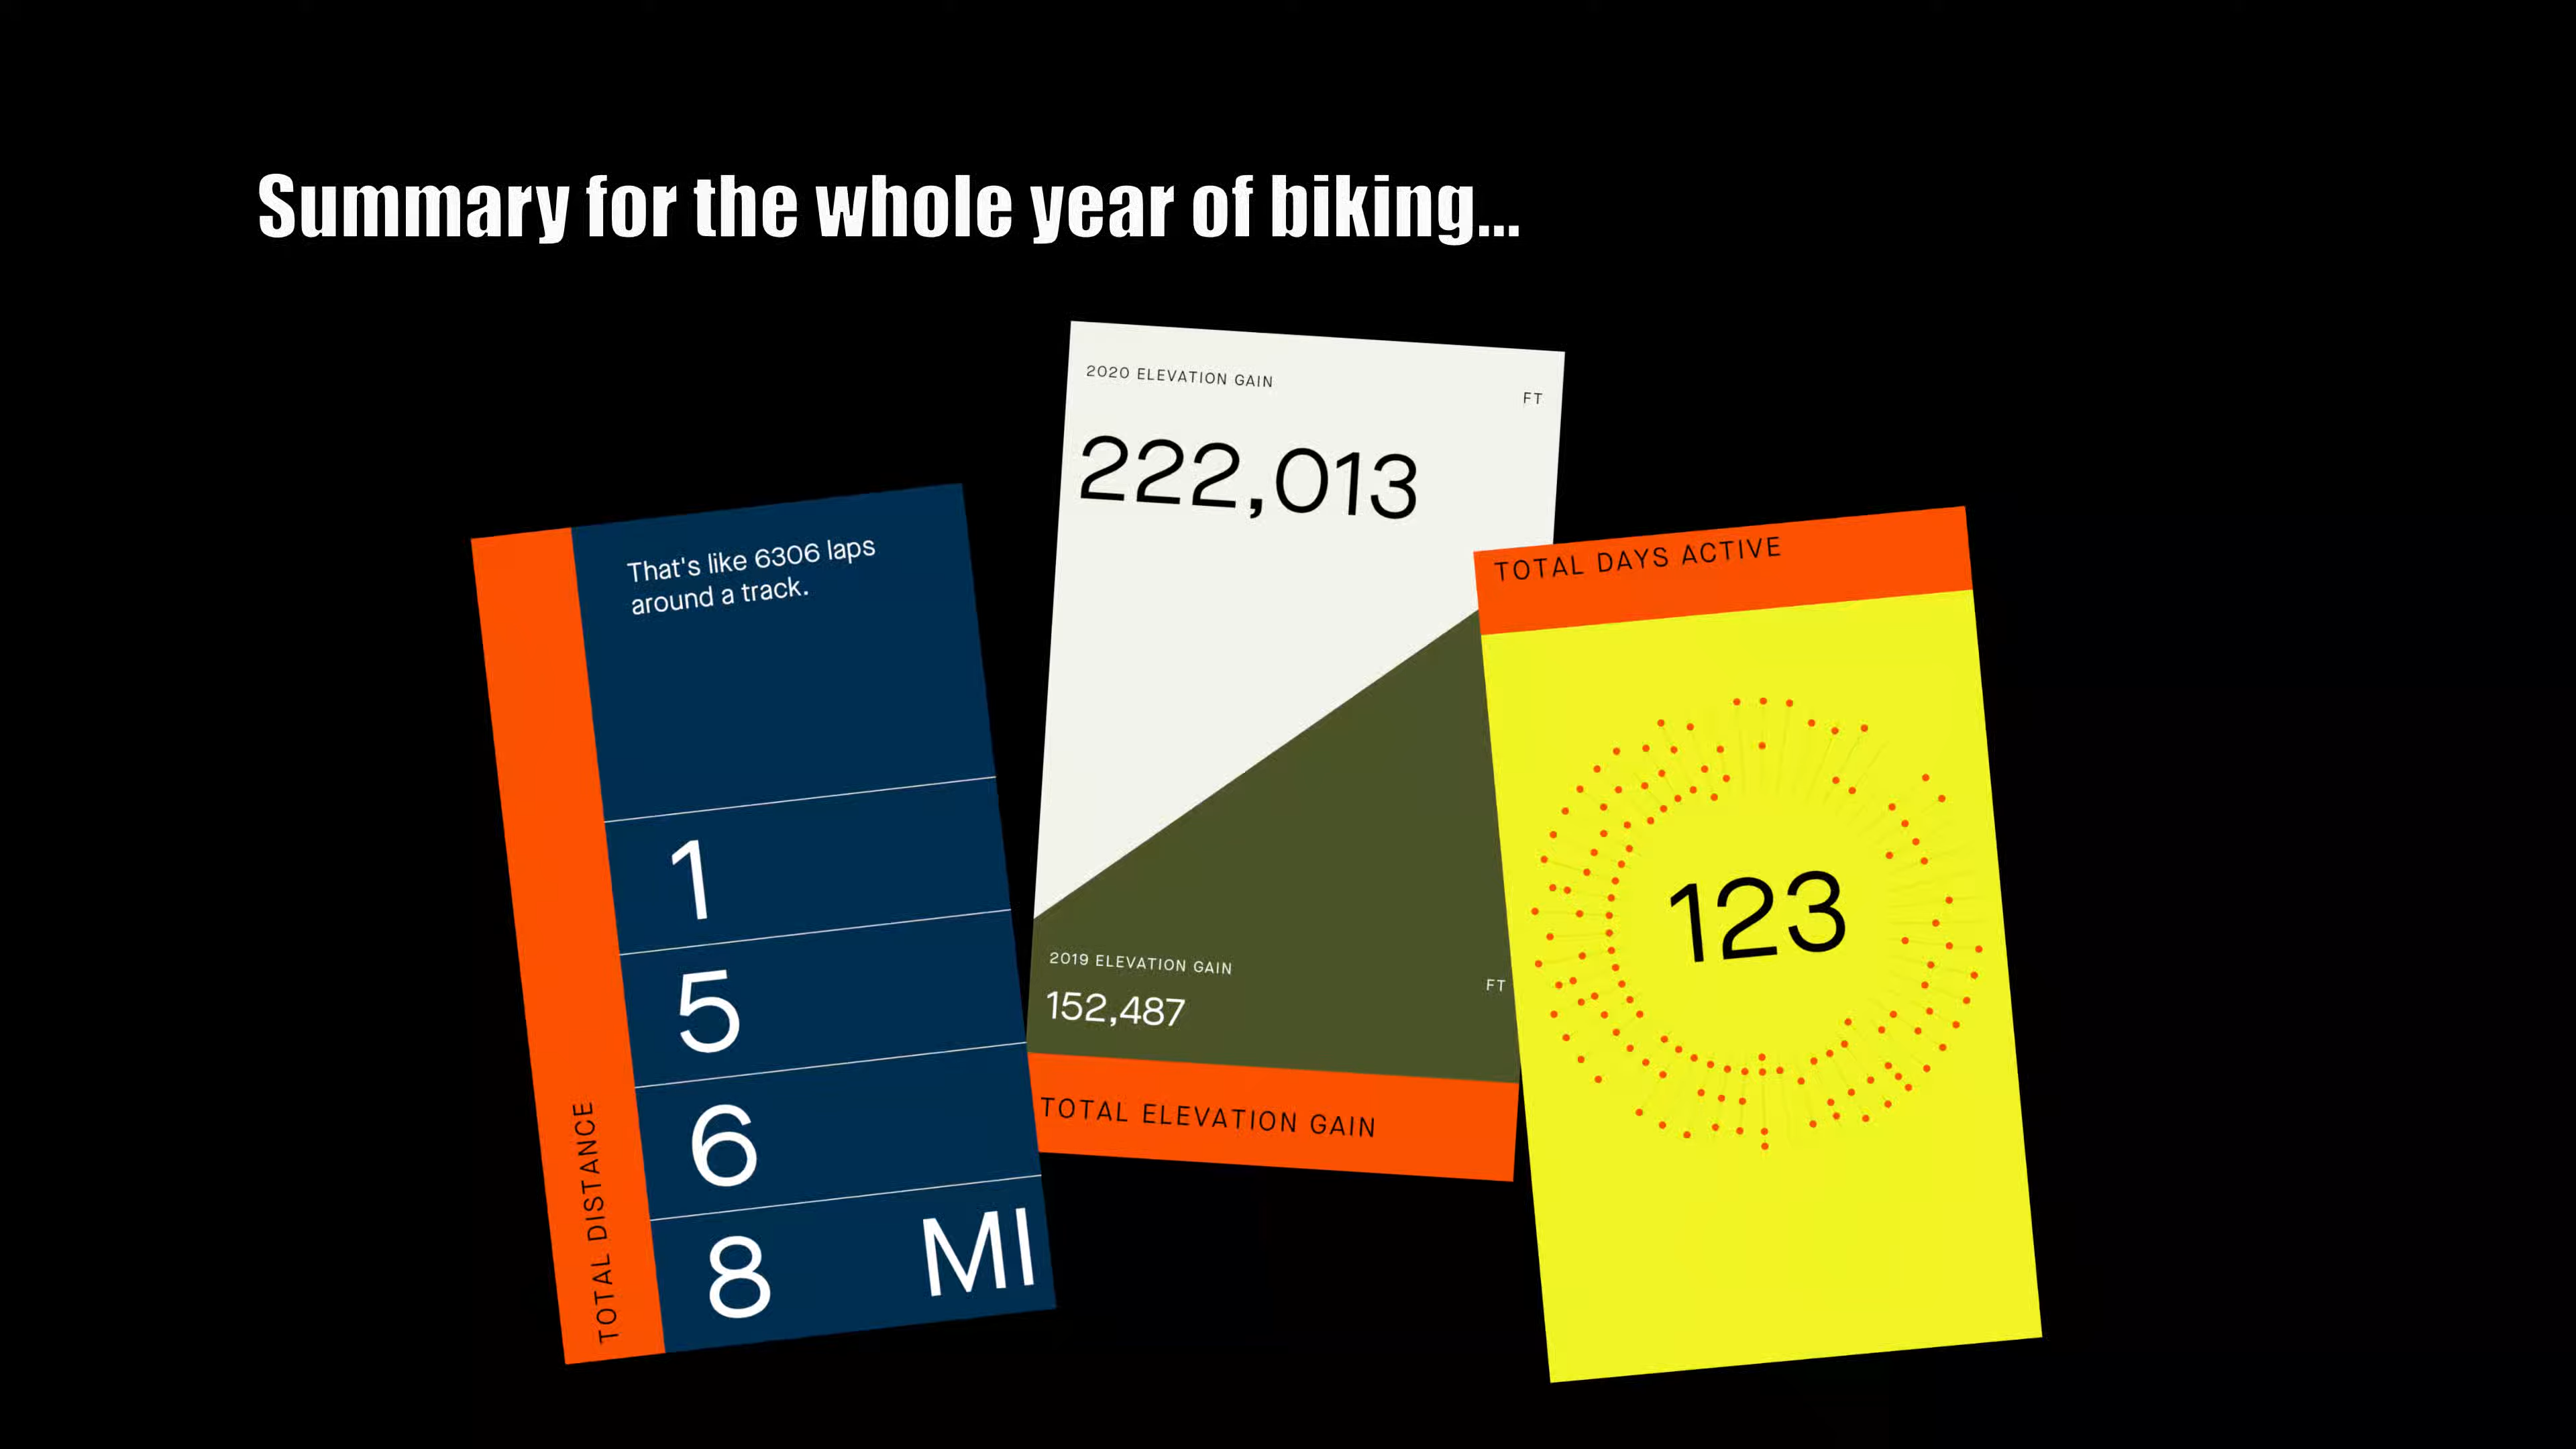 Summary for the whole year of biking...
That's like 6306 laps
around a track.
1
5
6
8 MI
TOTAL DISTANCE
2020 ELEVATION GAIN
FT
222,013
2019 ELEVATION GAIN
FT
152,487
TOTAL ELEVATION GAIN
TOTAL DAYS ACTIVE
123